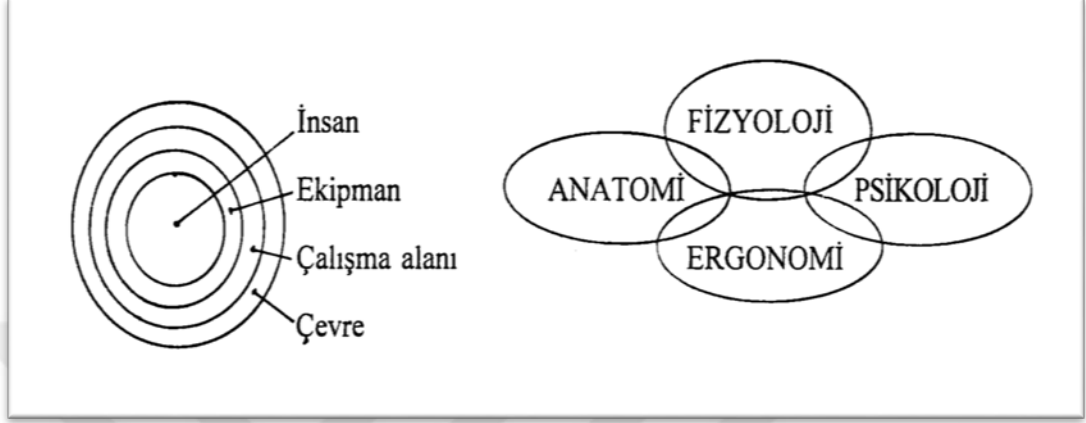 İnsan
Ekipman
Çalışma alanı
Çevre
FİZYOLOJİ
ANATOMİ
PSİKOLOJİ
ERGONOMİ